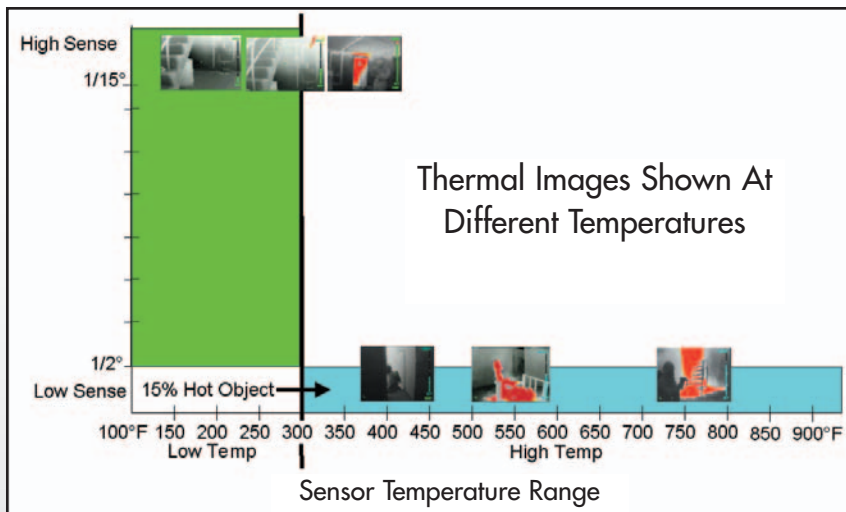 High Sense
1/15°
Thermal Images Shown At
Different Temperatures
1/2°
Low Sense
15% Hot Object
100°F 150 200 250 300 350 400 450 500 550 600 650 700 750 800 850 900°F
Low Temp
High Temp
Sensor Temperature Range